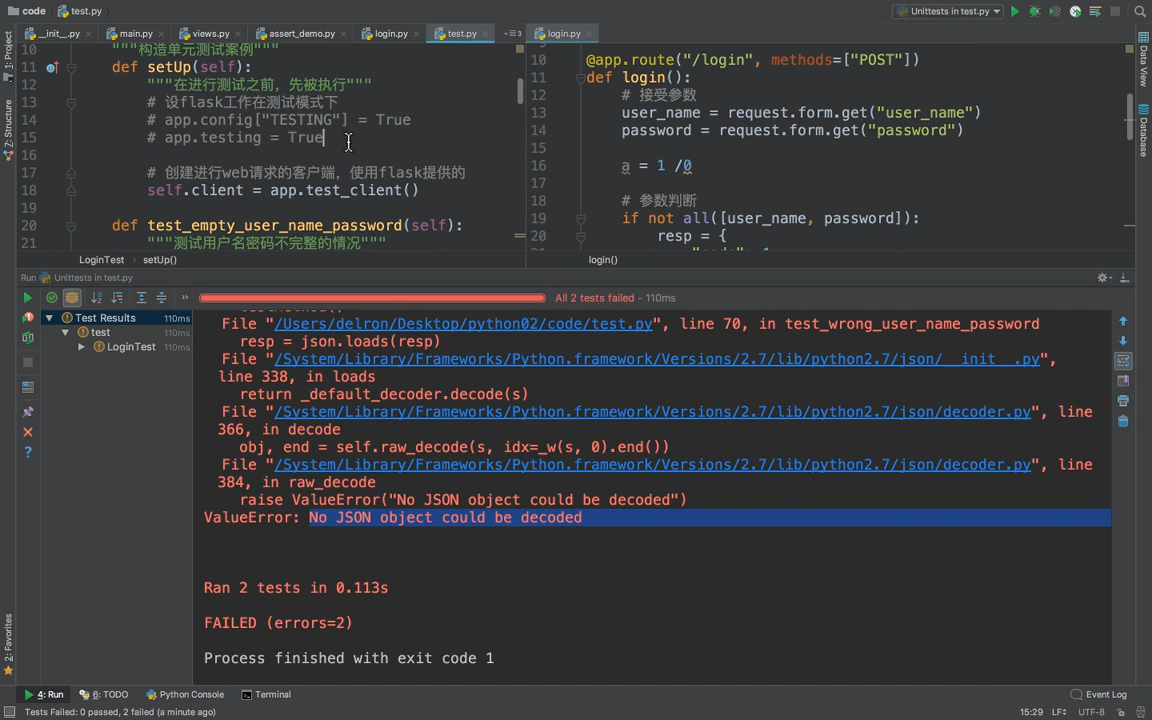 code test.py
Unittests in test.py
__init__.py main.py views.py assert_demo.py login.py test.py
login.py
1: Project
7: Structure
2: Favorites
Data View
Database
10 """构造单元测试案例"""
11 def setUp(self):
12 """在进行测试之前，先被执行"""
13 # 设flask工作在测试模式下
14 # app.config["TESTING"] = True
15 # app.testing = True
16
17 # 创建进行web请求的客户端，使用flask提供的
18 self.client = app.test_client()
19
20 def test_empty_user_name_password(self):
21 """测试用户名密码不完整的情况"""
LoginTest setUp()
9
10 @app.route("/login", methods=["POST"])
11 def login():
12 # 接受参数
13 user_name = request.form.get("user_name")
14 password = request.form.get("password")
15
16 a = 1 /0
17
18 # 参数判断
19 if not all([user_name, password]):
20 resp = {
login()
Run Unittests in test.py
All 2 tests failed - 110ms
Test Results 110ms
test 110ms
LoginTest 110ms
File "/Users/delron/Desktop/python02/code/test.py", line 70, in test_wrong_user_name_password
resp = json.loads(resp)
File "/System/Library/Frameworks/Python.framework/Versions/2.7/lib/python2.7/json/__init__.py",
line 338, in loads
return _default_decoder.decode(s)
File "/System/Library/Frameworks/Python.framework/Versions/2.7/lib/python2.7/json/decoder.py", line
366, in decode
obj, end = self.raw_decode(s, idx=_w(s, 0).end())
File "/System/Library/Frameworks/Python.framework/Versions/2.7/lib/python2.7/json/decoder.py", line
384, in raw_decode
raise ValueError("No JSON object could be decoded")
ValueError: No JSON object could be decoded
Ran 2 tests in 0.113s
FAILED (errors=2)
Process finished with exit code 1
4: Run 6: TODO Python Console Terminal Event Log
Tests Failed: 0 passed, 2 failed (a minute ago) 15:29 LF UTF-8